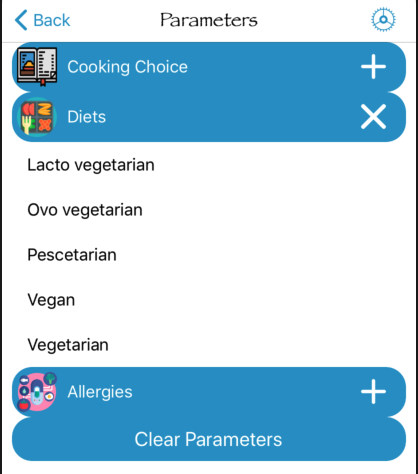 Back
Parameters
Cooking Choice
Diets
Lacto vegetarian
Ovo vegetarian
Pescetarian
Vegan
Vegetarian
Allergies
Clear Parameters